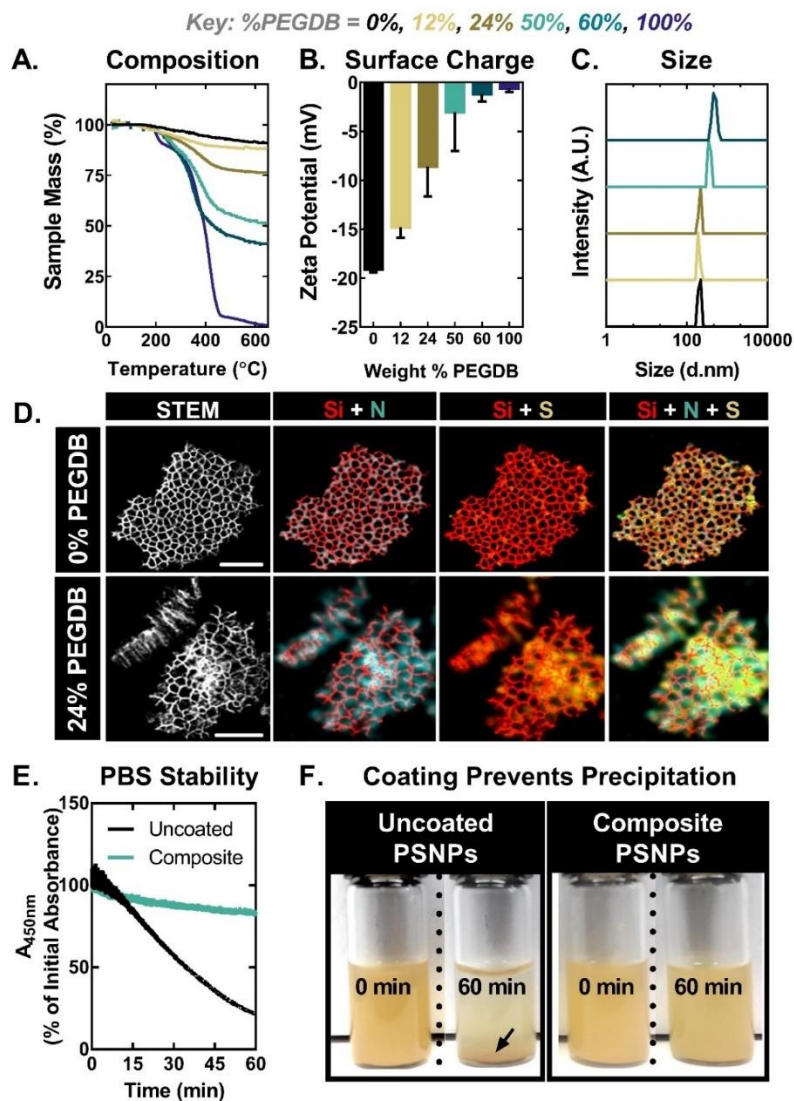 Key: %PEGDB = 0%, 12%, 24% 50%, 60%, 100%
A. Composition
Sample Mass (%)
100
75
50
25
0
0 200 400 600
Temperature (°C)
B. Surface Charge
Zeta Potential (mV)
0
-5
-10
-15
-20
-25
0 12 24 50 60 100
Weight % PEGDB
C. Size
Intensity (A.U.)
1 100 10000
Size (d.nm)
D.
STEM Si + N Si + S Si + N + S
0% PEGDB
24% PEGDB
E. PBS Stability
A450nm
(% of Initial Absorbance)
150
100
50
0
Uncoated
Composite
0 15 30 45 60
Time (min)
F. Coating Prevents Precipitation
Uncoated
PSNPs
Composite
PSNPs
0 min 60 min 0 min 60 min